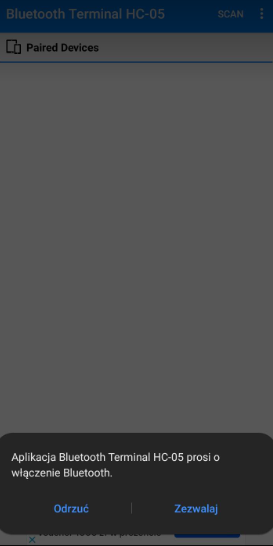 Bluetooth Terminal HC-05 SCAN
Paired Devices
Aplikacja Bluetooth Terminal HC-05 prosi o
włączenie Bluetooth.
Odrzuć Zezwalaj